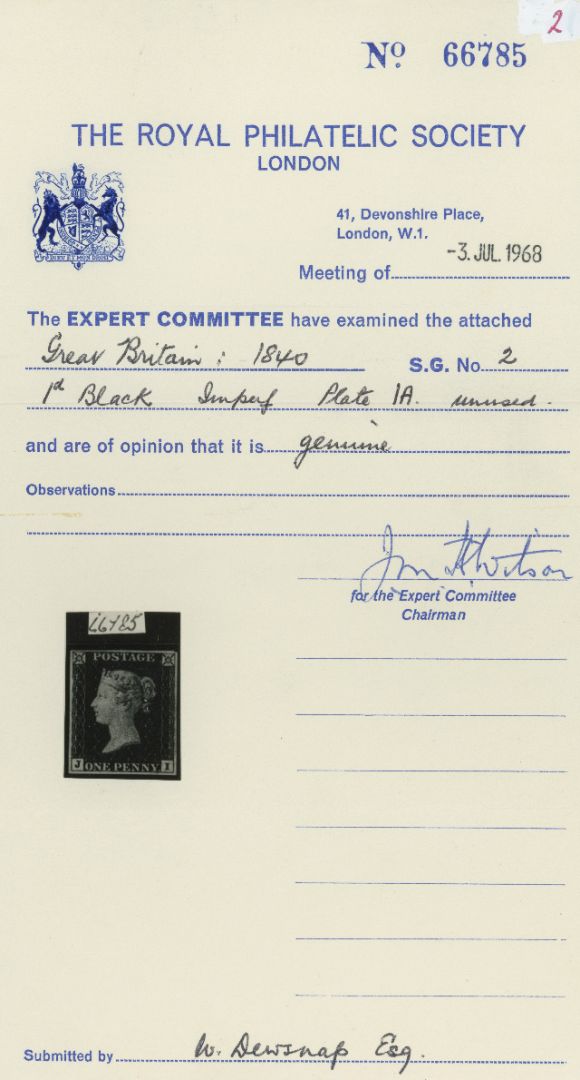 2
Nº 66785
THE ROYAL PHILATELIC SOCIETY
LONDON
41, Devonshire Place,
London, W.1.
Meeting of -3. JUL 1968
The EXPERT COMMITTEE have examined the attached
Great Britain: 1840 S.G. No. 2
1d Black Imperf Plate 1A. unused.
and are of opinion that it is genuine
Observations
for the Expert Committee
Chairman
66785
POSTAGE
J ONE PENNY I
Submitted by W. Dewsnap Esq.